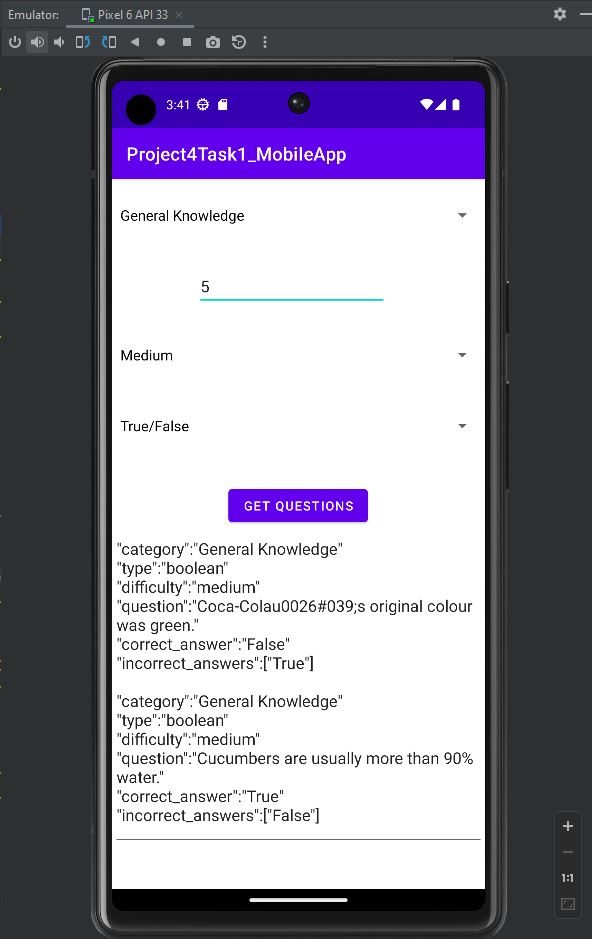 Emulator: Pixel 6 API 33
3:41
Project4Task1_MobileApp
General Knowledge
5
Medium
True/False
GET QUESTIONS
"category":"General Knowledge"
"type":"boolean"
"difficulty":"medium"
"question":"Coca-Colau0026#039;s original colour
was green."
"correct_answer":"False"
"incorrect_answers":["True"]
"category":"General Knowledge"
"type":"boolean"
"difficulty":"medium"
"question":"Cucumbers are usually more than 90%
water."
"correct_answer":"True"
"incorrect_answers":["False"]
1:1